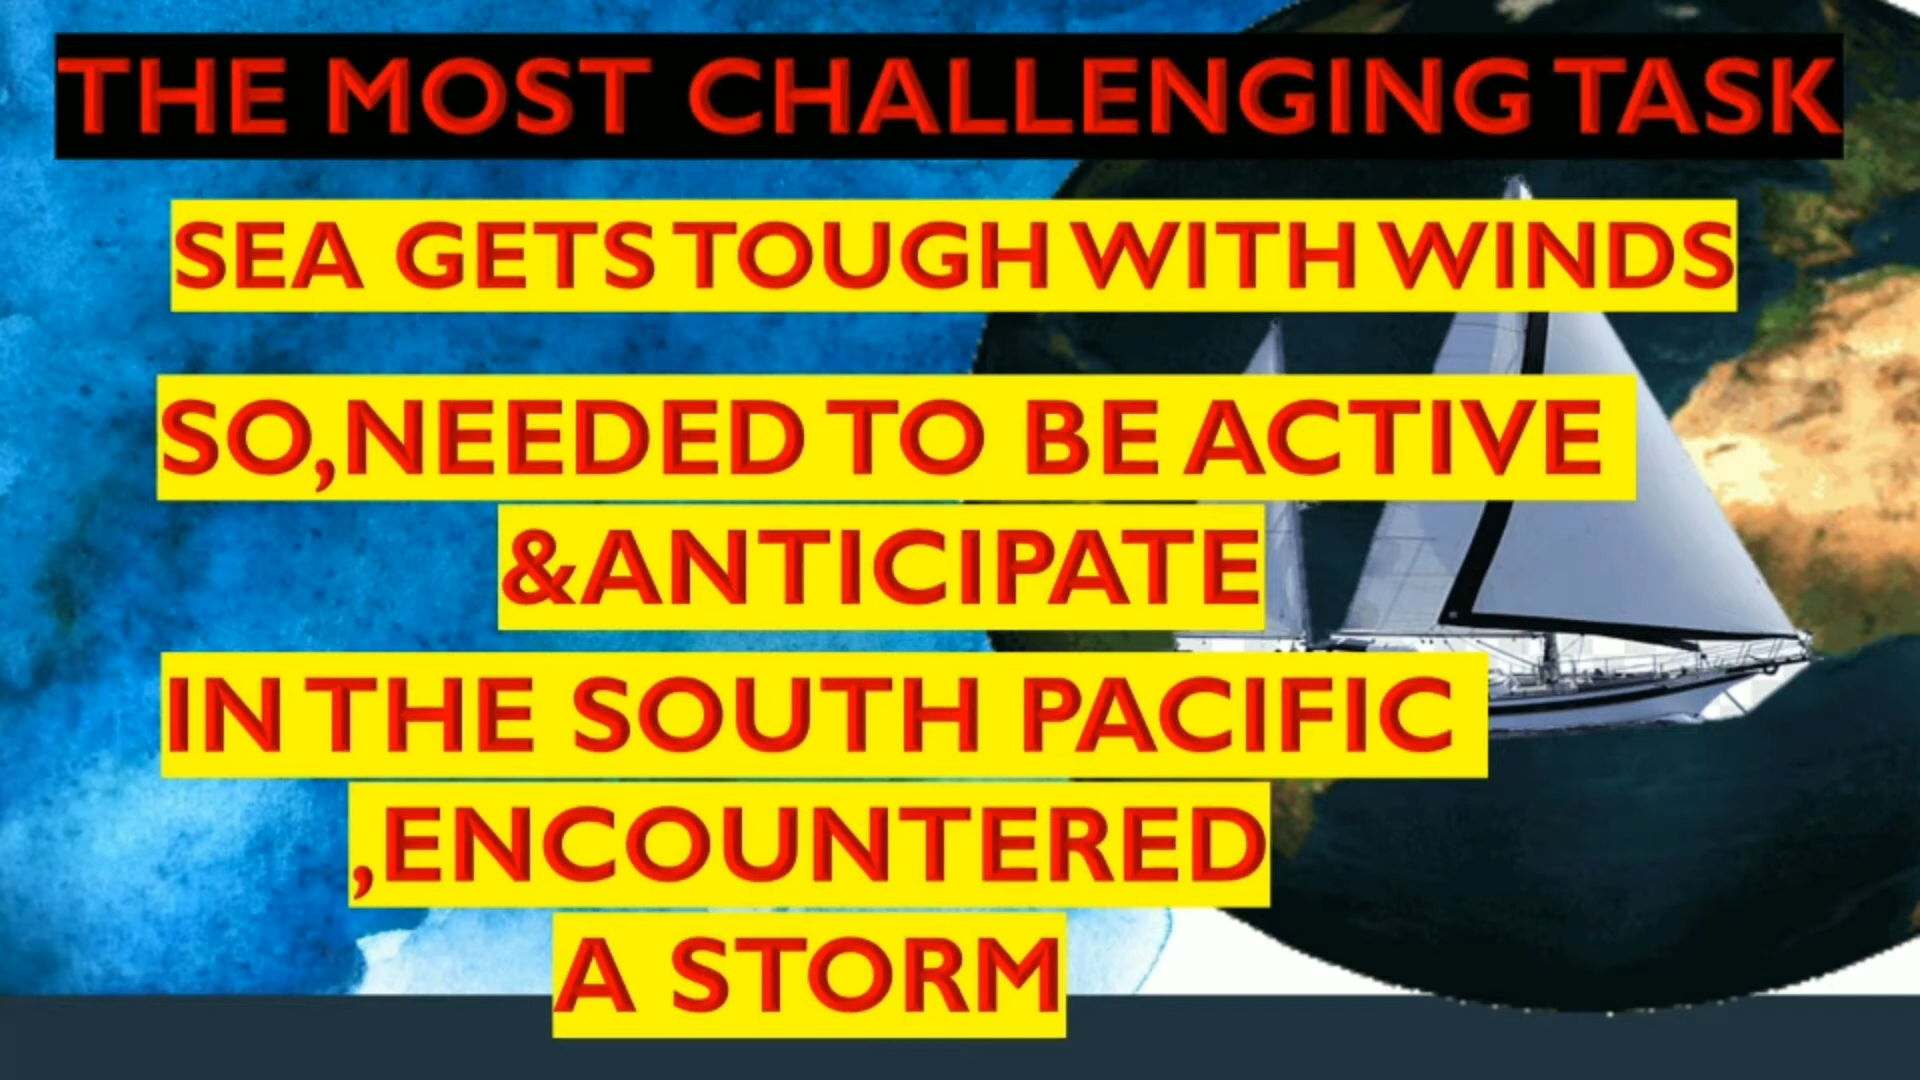 THE MOST CHALLENGING TASK
SEA GETS TOUGH WITH WINDS
SO,NEEDED TO BE ACTIVE
&ANTICIPATE
IN THE SOUTH PACIFIC
,ENCOUNTERED
A STORM